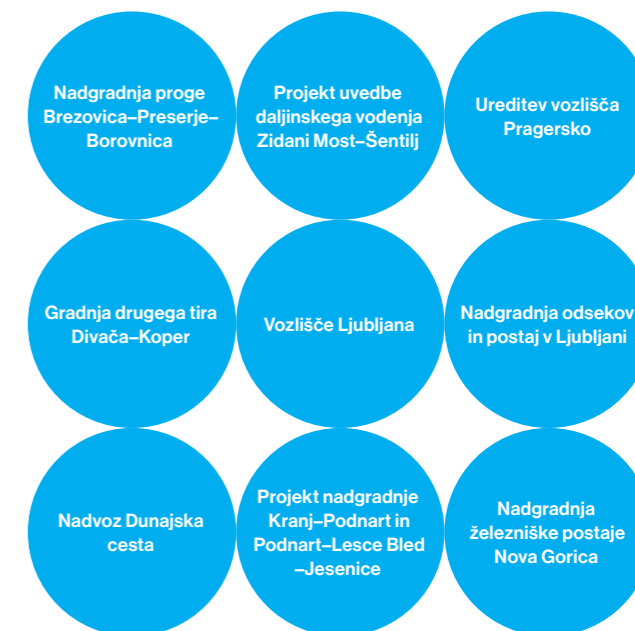 Nadgradnja proge
Brezovica–Preserje–
Borovnica
Projekt uvedbe
daljinskega vodenja
Zidani Most–Šentilj
Ureditev vozlišča
Pragersko
Gradnja drugega tira
Divača–Koper
Vozlišče Ljubljana
Nadgradnja odsekov
in postaj v Ljubljani
Nadvoz Dunajska
cesta
Projekt nadgradnje
Kranj–Podnart in
Podnart–Lesce Bled
–Jesenice
Nadgradnja
železniške postaje
Nova Gorica